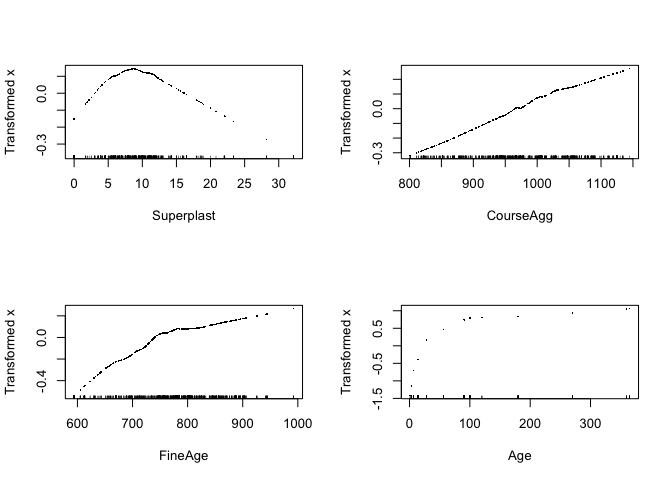 Transformed x
0.0
-0.3
0 5 10 15 20 25 30
Superplast
Transformed x
0.0
-0.3
800 900 1000 1100
CourseAgg
Transformed x
0.0
-0.4
600 700 800 900 1000
FineAge
Transformed x
0.5
-0.5
-1.5
0 100 200 300
Age